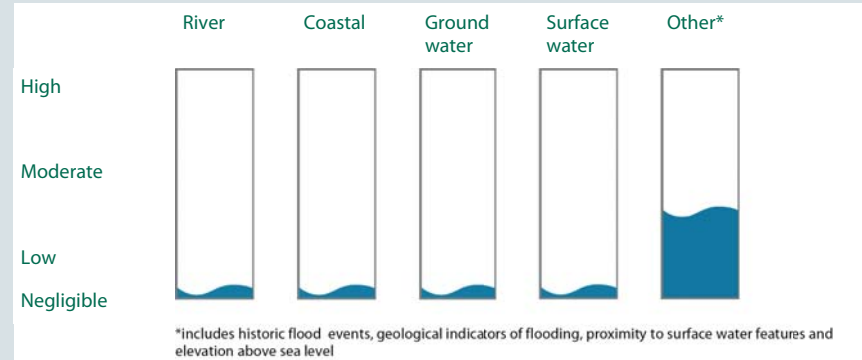 River
Coastal
Ground
water
Surface
water
Other*
High
Moderate
Low
Negligible
*includes historic flood events, geological indicators of flooding, proximity to surface water features and
elevation above sea level